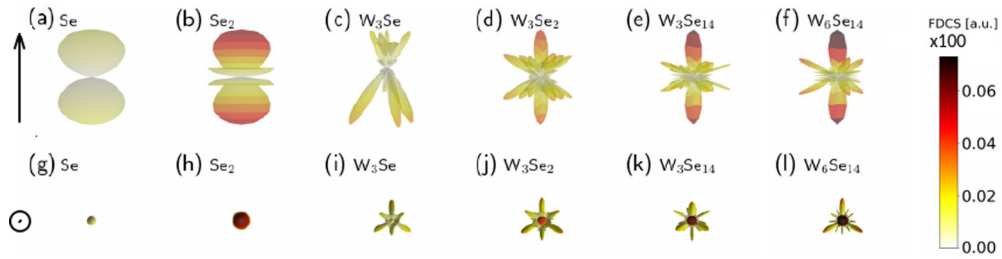 (a) Se
(b) Se2
(c) W3Se
(d) W3Se2
(e) W3Se14
(f) W6Se14
FDCS [a.u.]
x100
0.06
0.04
0.02
0.00
(g) Se
(h) Se2
(i) W3Se
(j) W3Se2
(k) W3Se14
(l) W6Se14